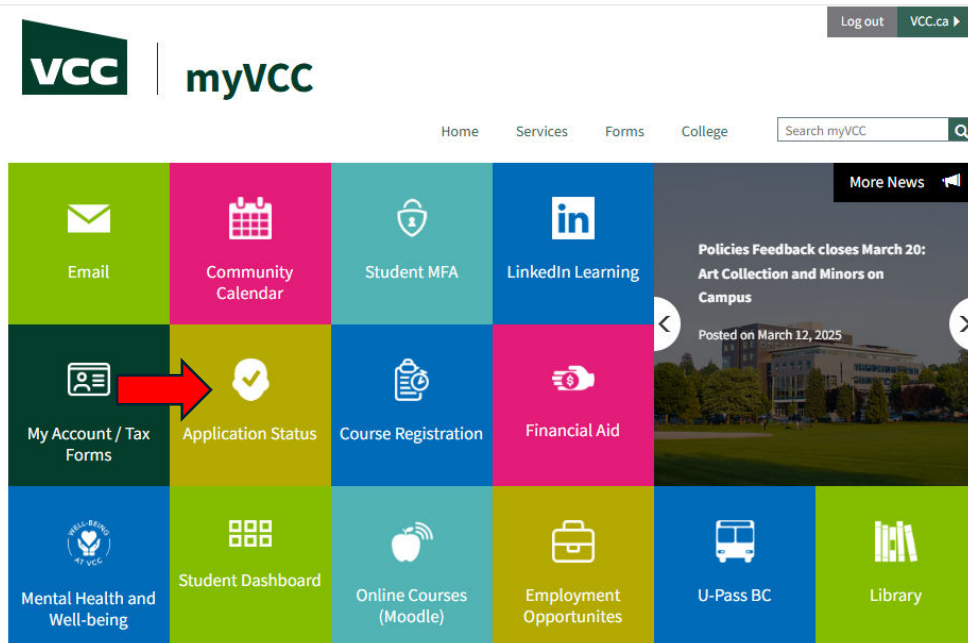 Log out
VCC.ca
VCC
myVCC
Home
Services
Forms
College
Search myVCC
More News
Email
Community
Calendar
Student MFA
in
LinkedIn Learning
Policies Feedback closes March 20:
Art Collection and Minors on
Campus
Posted on March 12, 2025
My Account / Tax
Forms
Application Status
Course Registration
$
Financial Aid
WELL-BEING
AT VCC
Mental Health and
Well-being
Student Dashboard
Online Courses
(Moodle)
Employment
Opportunites
U-Pass BC
Library